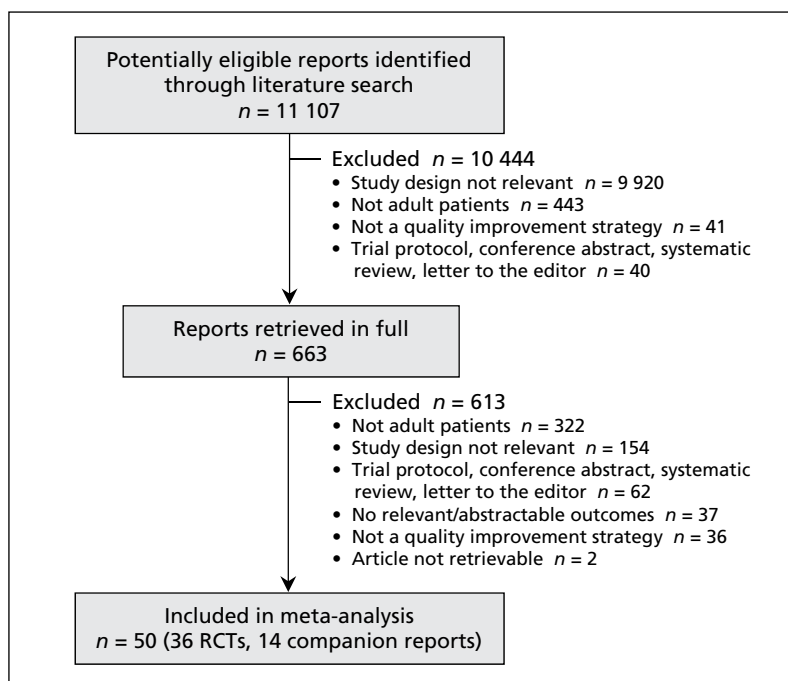 Potentially eligible reports identified
through literature search
n = 11 107
Excluded n = 10 444
• Study design not relevant n = 9 920
• Not adult patients n = 443
• Not a quality improvement strategy n = 41
• Trial protocol, conference abstract, systematic
review, letter to the editor n = 40
Reports retrieved in full
n = 663
Excluded n = 613
• Not adult patients n = 322
• Study design not relevant n = 154
• Trial protocol, conference abstract, systematic
review, letter to the editor n = 62
• No relevant/abstractable outcomes n = 37
• Not a quality improvement strategy n = 36
• Article not retrievable n = 2
Included in meta-analysis
n = 50 (36 RCTs, 14 companion reports)